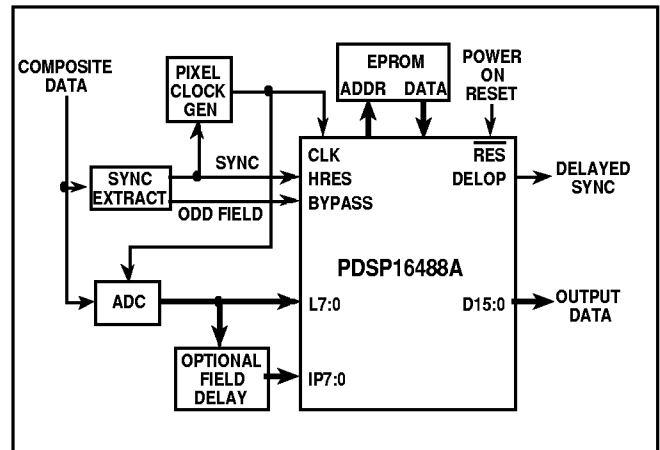 COMPOSITE
DATA
PIXEL
CLOCK
GEN
EPROM
ADDR DATA
POWER
ON
RESET
SYNC
EXTRACT
SYNC
ODD FIELD
CLK
HRES
BYPASS
RES
DELOP
DELAYED
SYNC
PDSP16488A
ADC
L7:0
D15:0
OUTPUT
DATA
OPTIONAL
FIELD
DELAY
IP7:0